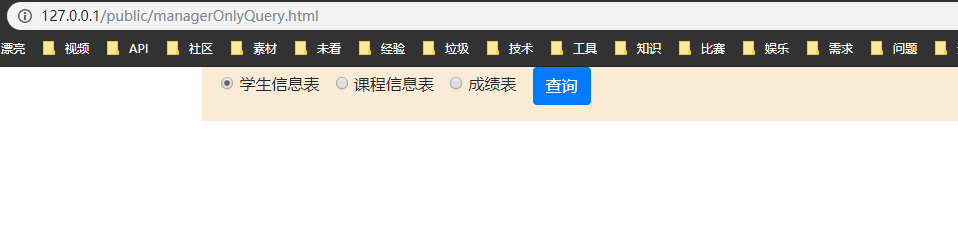 127.0.0.1/public/managerOnlyQuery.html
漂亮 视频 API 社区 素材 未看 经验 垃圾 技术 工具 知识 比赛 娱乐 需求 问题
学生信息表 课程信息表 成绩表 查询